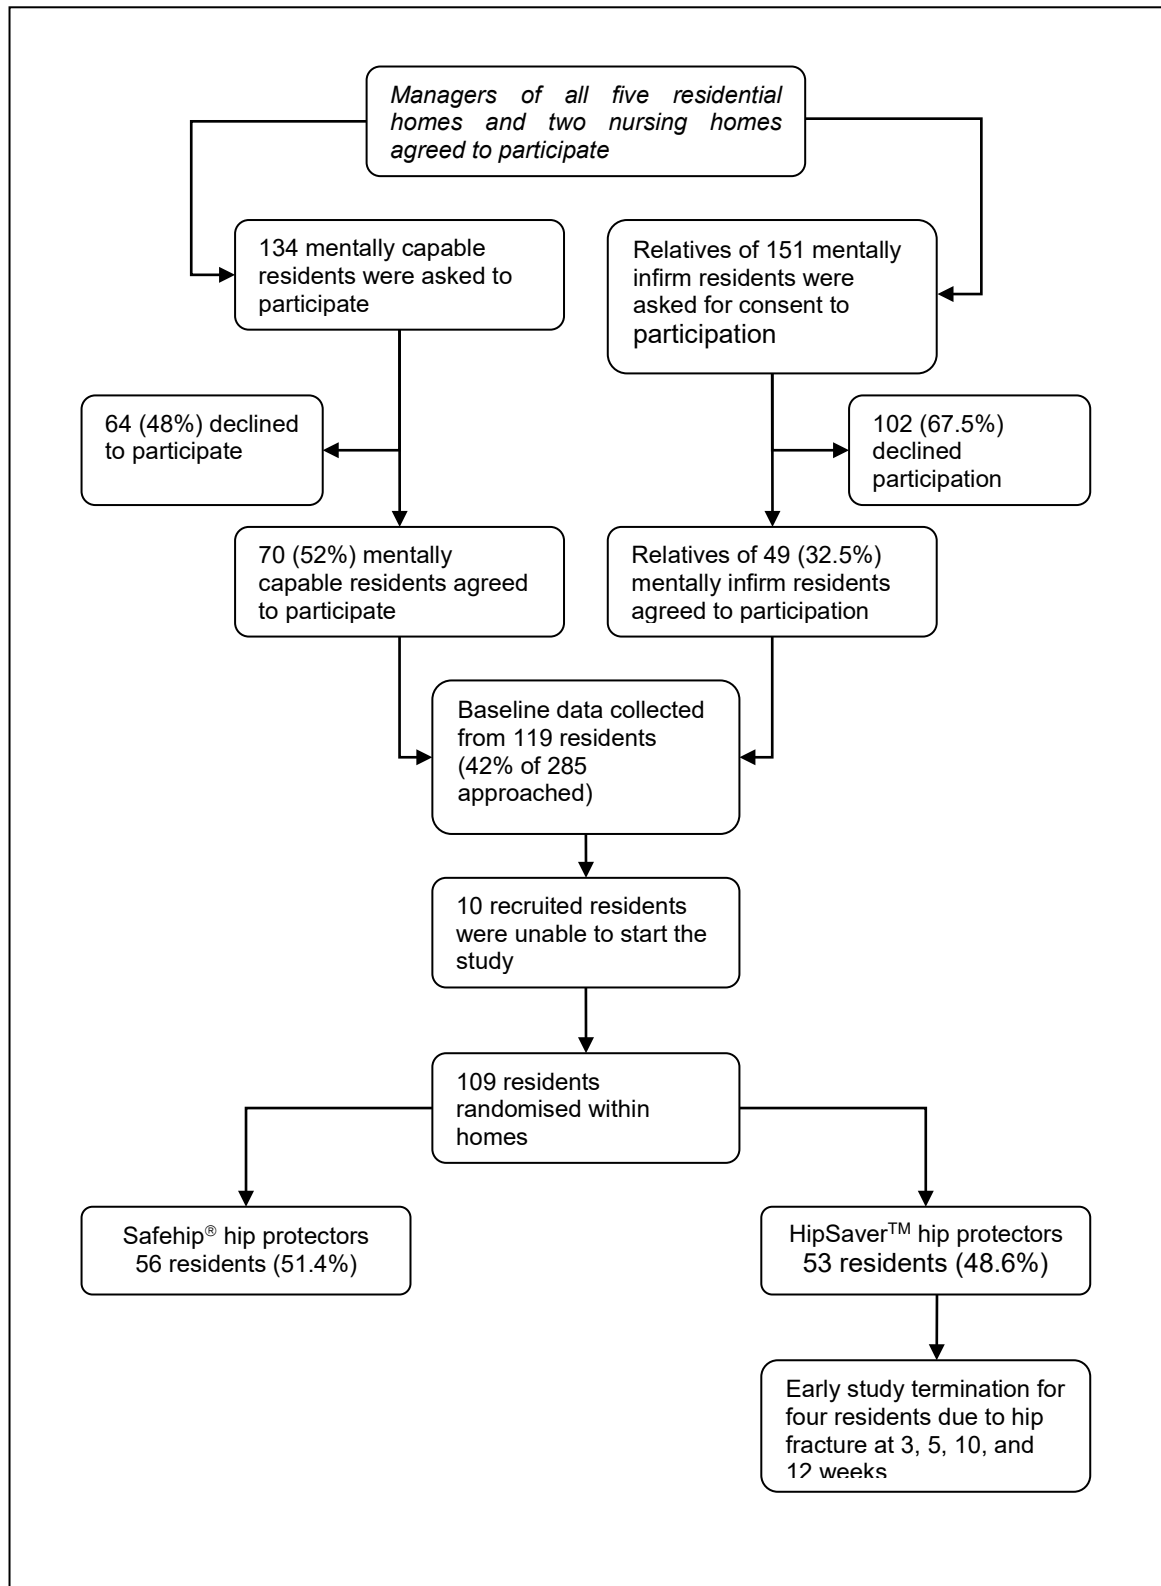 Managers of all five residential
homes and two nursing homes
agreed to participate
134 mentally capable
residents were asked to
participate
Relatives of 151 mentally
infirm residents were
asked for consent to
participation
64 (48%) declined
to participate
102 (67.5%)
declined
participation
70 (52%) mentally
capable residents agreed
to participate
Relatives of 49 (32.5%)
mentally infirm residents
agreed to participation
Baseline data collected
from 119 residents
(42% of 285
approached)
10 recruited residents
were unable to start the
study
109 residents
randomised within
homes
Safehip® hip protectors
56 residents (51.4%)
HipSaver™ hip protectors
53 residents (48.6%)
Early study termination for
four residents due to hip
fracture at 3, 5, 10, and
12 weeks